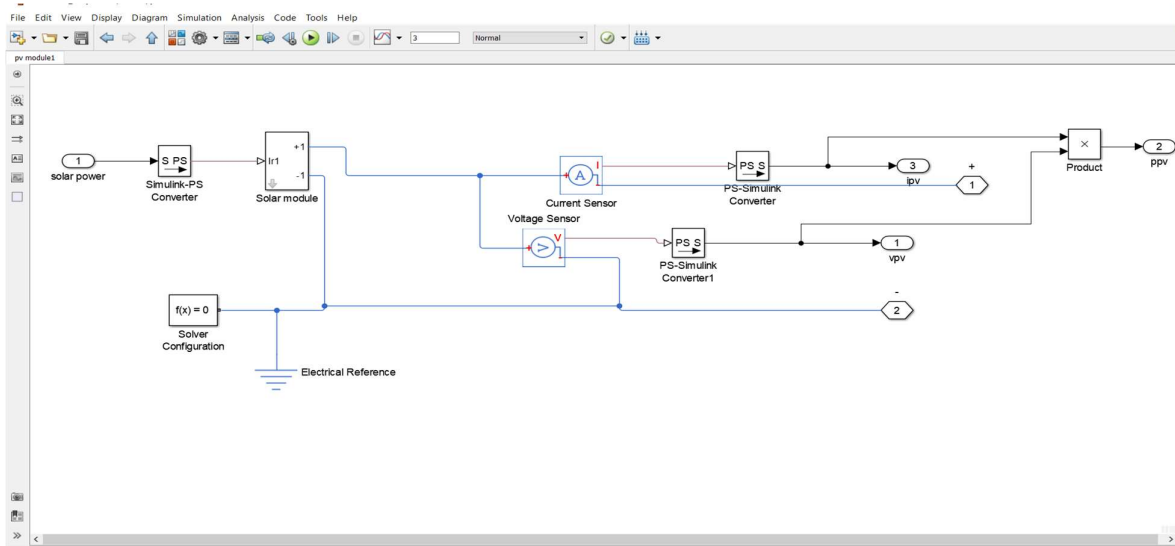 File Edit View Display Diagram Simulation Analysis Code Tools Help
3 Normal
pv module1
1
solar power
S PS
Simulink-PS
Converter
Ir1
+1
-1
Solar module
I
A
Current Sensor
PS S
PS-Simulink
Converter
3
ipv
+
1
×
Product
2
ppv
Voltage Sensor
V
V
PS S
PS-Simulink
Converter1
1
vpv
-
2
f(x) = 0
Solver
Configuration
Electrical Reference